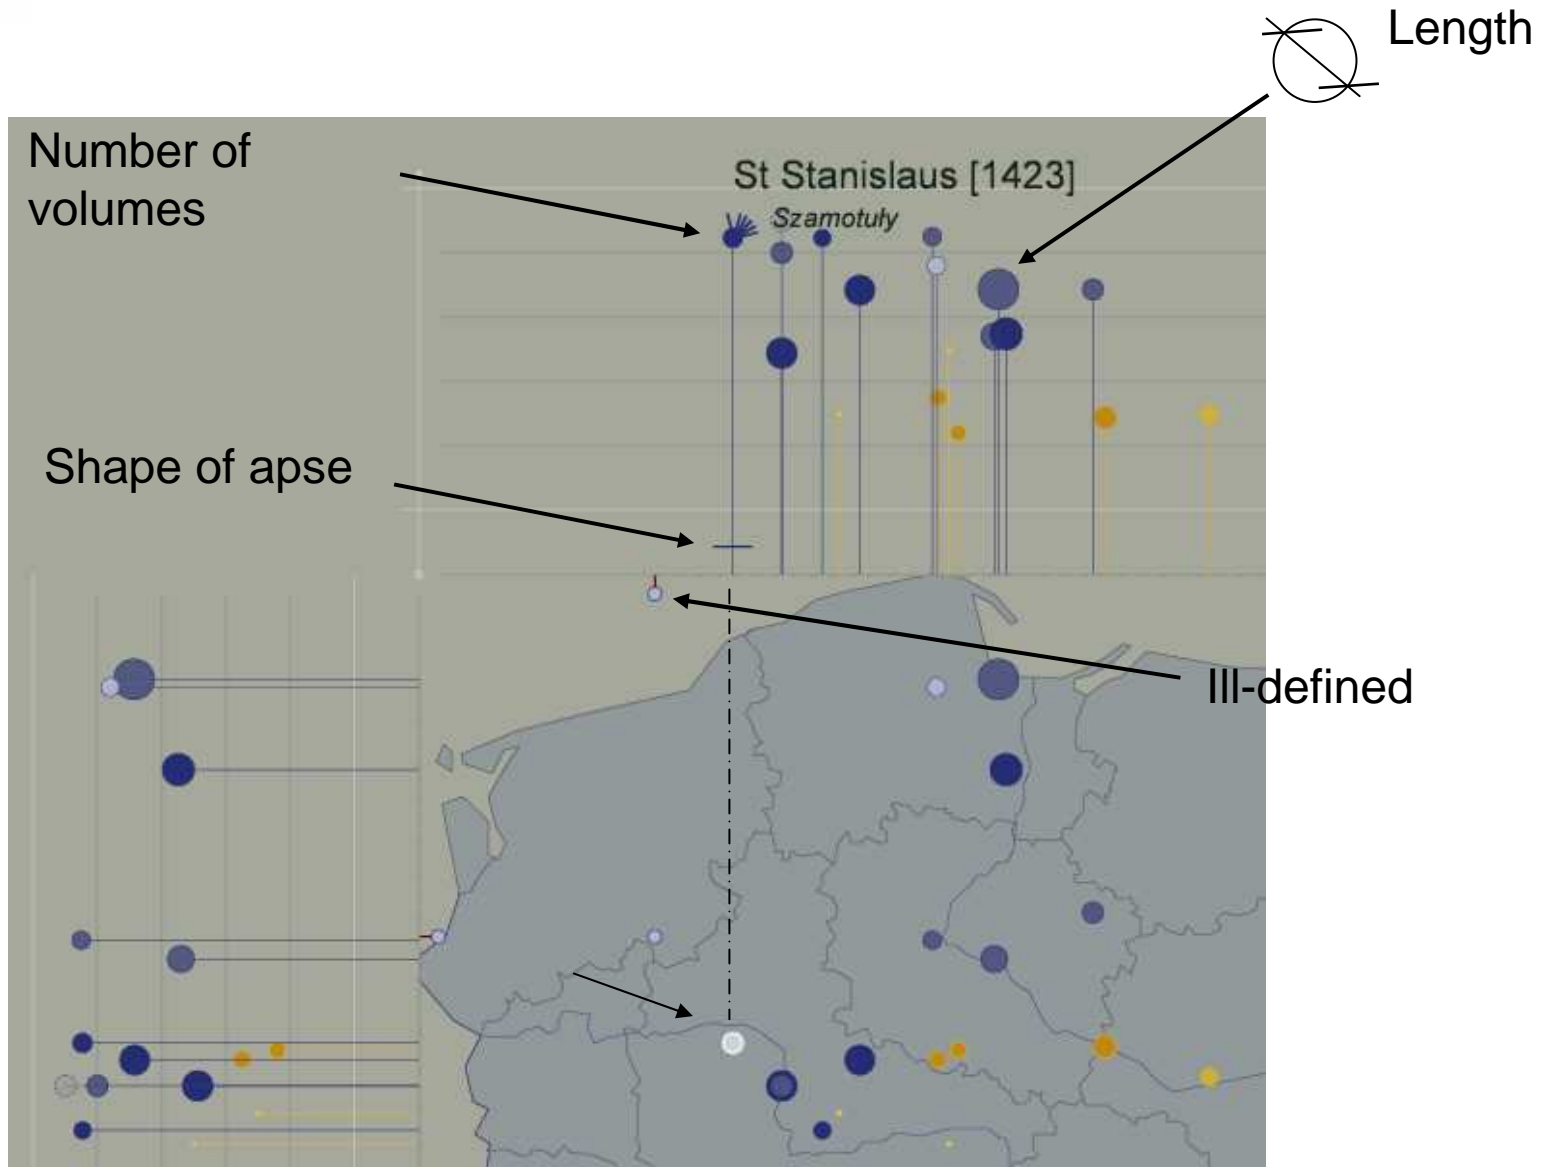 Length
Number of
volumes
St Stanislaus [1423]
Szamotuły
Shape of apse
Ill-defined